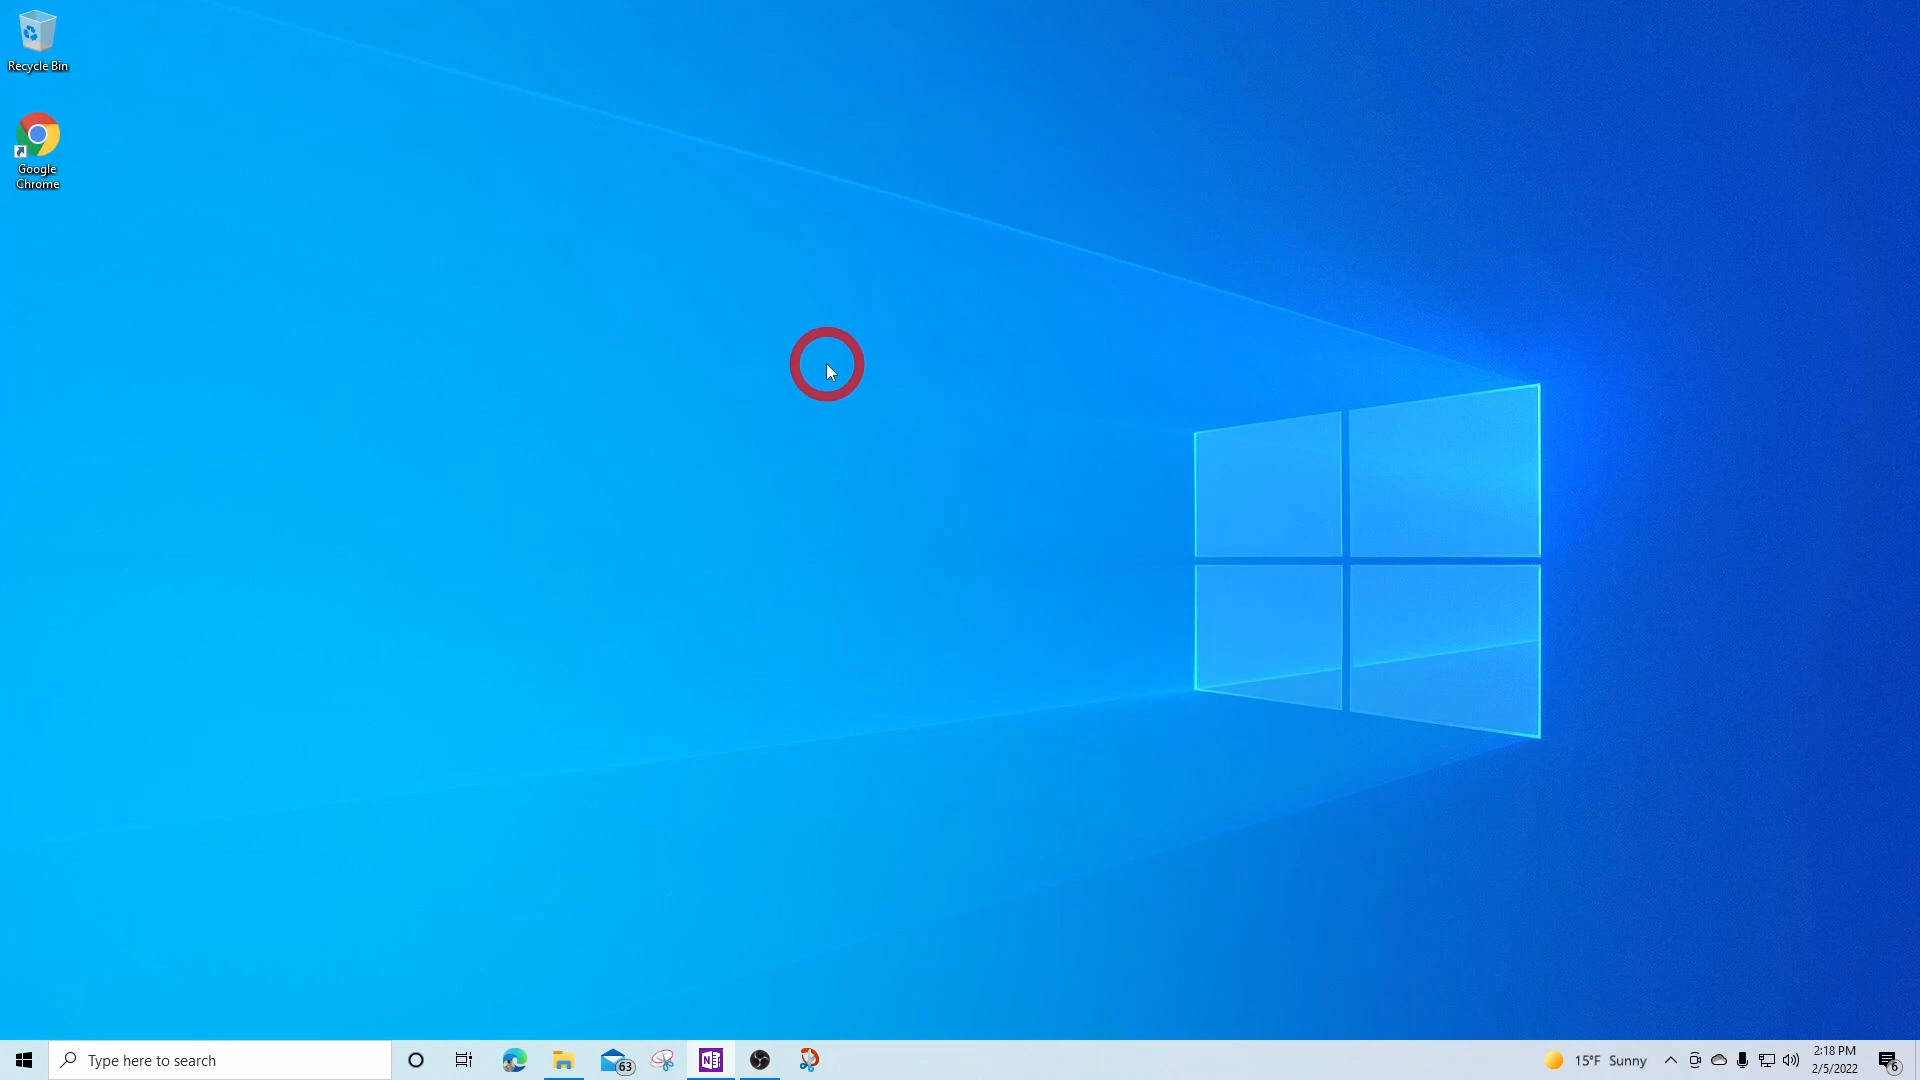 Recycle Bin
Google
Chrome
Type here to search
63
15°F Sunny
2:18 PM
2/5/2022
6